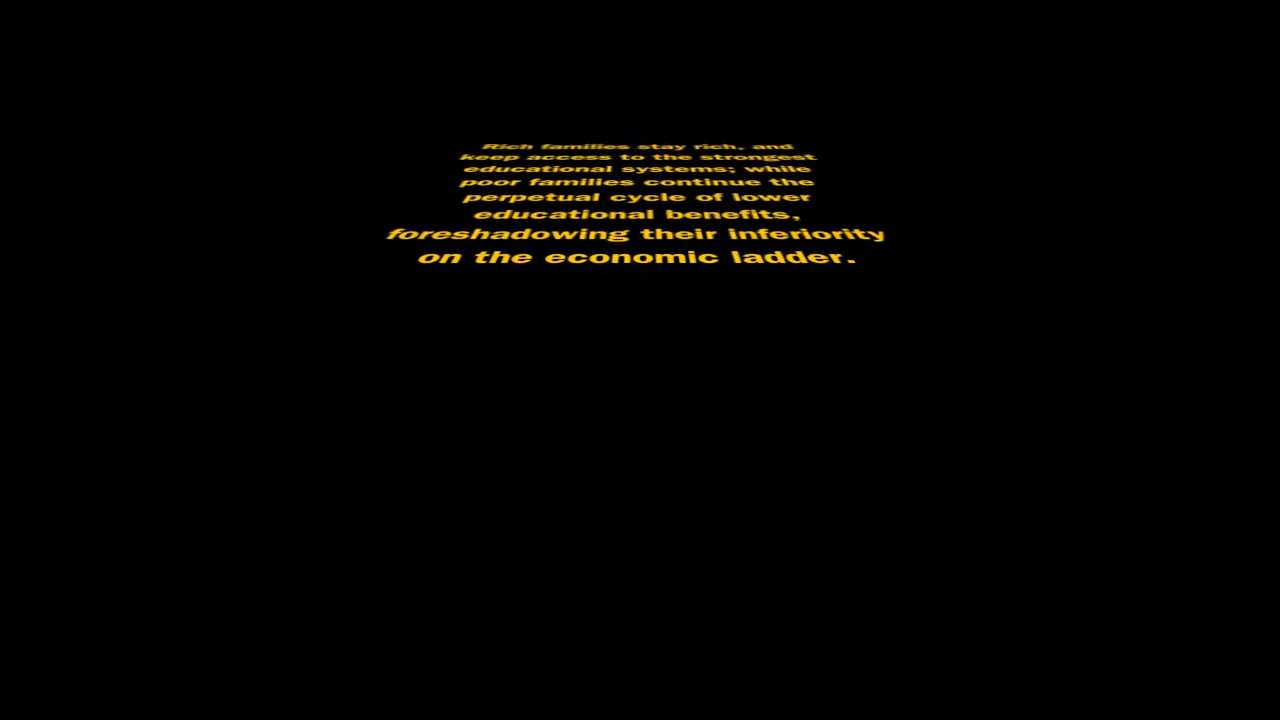 Rich families stay rich, and
keep access to the strongest
educational systems; while
poor families continue the
perpetual cycle of lower
educational benefits,
foreshadowing their inferiority
on the economic ladder.